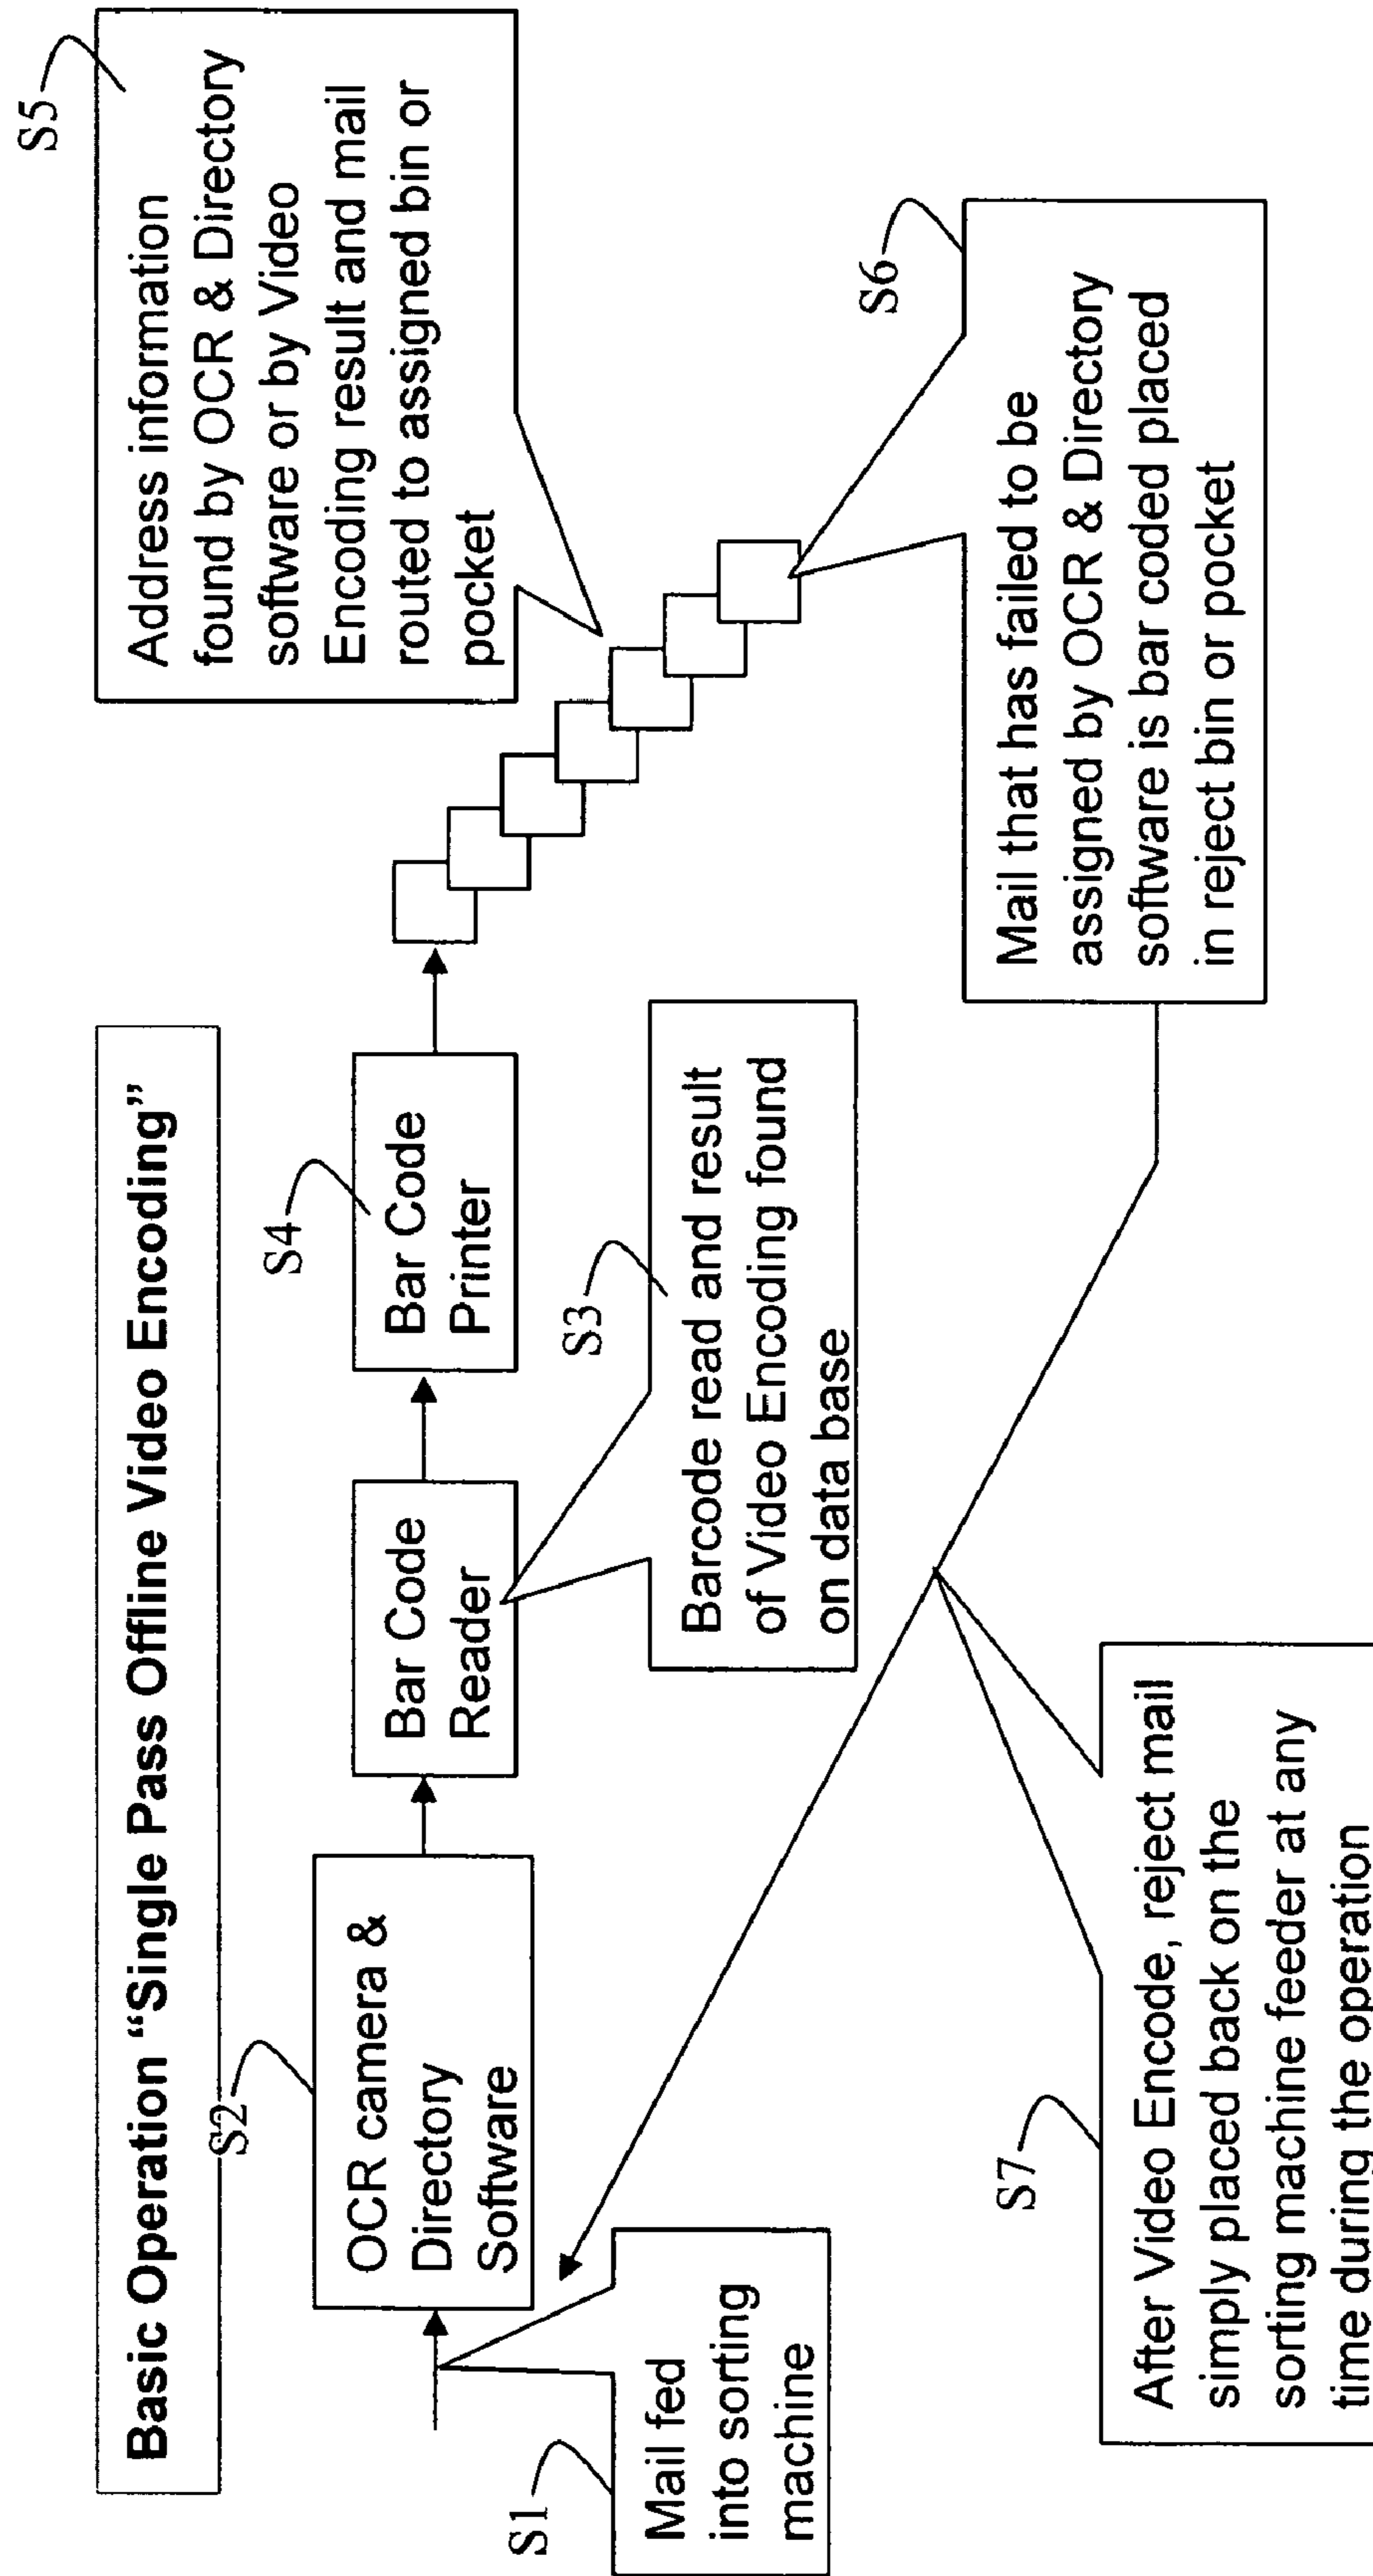 Basic Operation “Single Pass Offline Video Encoding”
S1
Mail fed
into sorting
machine
S2
OCR camera &
Directory
Software
Bar Code
Reader
S3
Barcode read and result
of Video Encoding found
on data base
S4
Bar Code
Printer
S5
Address information
found by OCR & Directory
software or by Video
Encoding result and mail
routed to assigned bin or
pocket
S6
Mail that has failed to be
assigned by OCR & Directory
software is bar coded placed
in reject bin or pocket
S7
After Video Encode, reject mail
simply placed back on the
sorting machine feeder at any
time during the operation